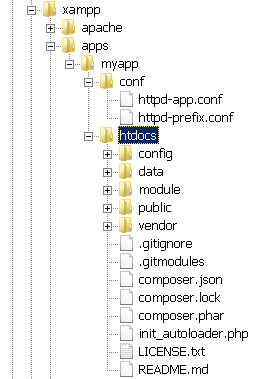 xampp
apache
apps
myapp
conf
httpd-app.conf
httpd-prefix.conf
htdocs
config
data
module
public
vendor
.gitignore
.gitmodules
composer.json
composer.lock
composer.phar
init_autoloader.php
LICENSE.txt
README.md